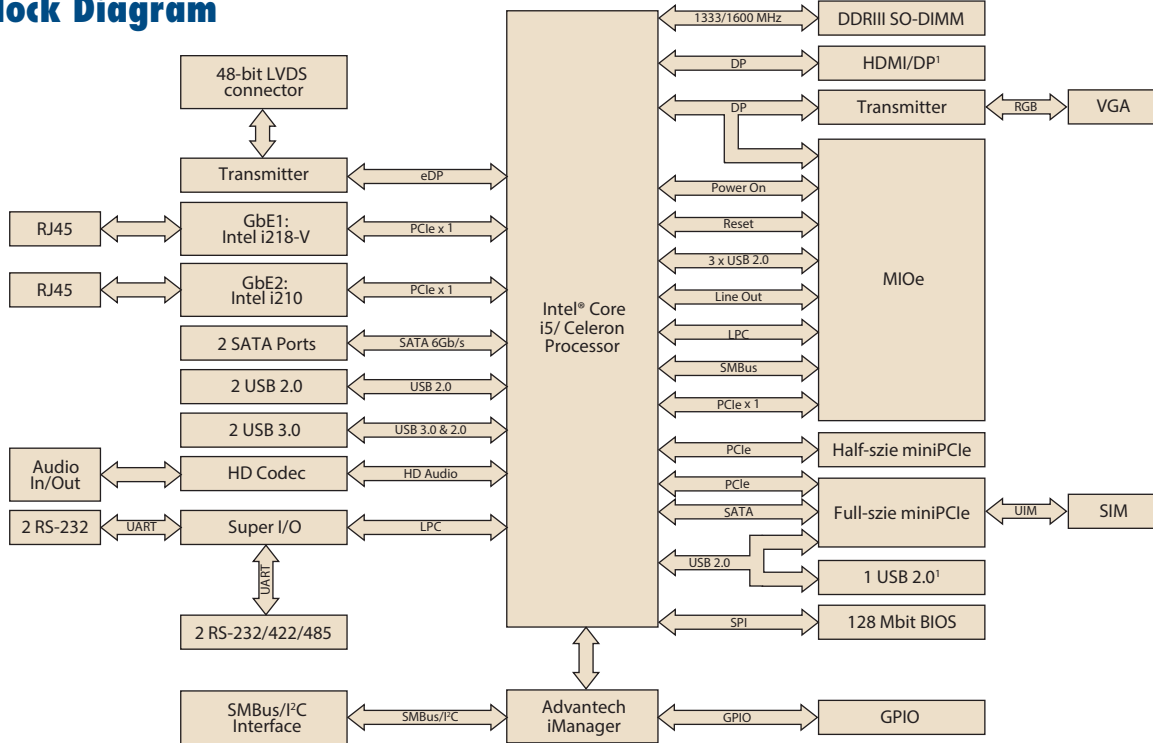 lock Diagram
48-bit LVDS
connector
Transmitter
eDP
RJ45
GbE1:
Intel i218-V
PCIe x 1
RJ45
GbE2:
Intel i210
PCIe x 1
2 SATA Ports
SATA 6Gb/s
2 USB 2.0
USB 2.0
2 USB 3.0
USB 3.0 & 2.0
Audio
In/Out
HD Codec
HD Audio
2 RS-232
UART
Super I/O
LPC
UART
2 RS-232/422/485
SMBus/I²C
Interface
SMBus/I²C
Intel® Core
i5/ Celeron
Processor
Advantech
iManager
1333/1600 MHz
DDRIII SO-DIMM
DP
HDMI/DP¹
DP
Transmitter
RGB
VGA
Power On
Reset
3 x USB 2.0
Line Out
LPC
SMBus
PCIe x 1
MIOe
PCIe
Half-szie miniPCIe
PCIe
SATA
Full-szie miniPCIe
UIM
SIM
USB 2.0
1 USB 2.0¹
SPI
128 Mbit BIOS
GPIO
GPIO